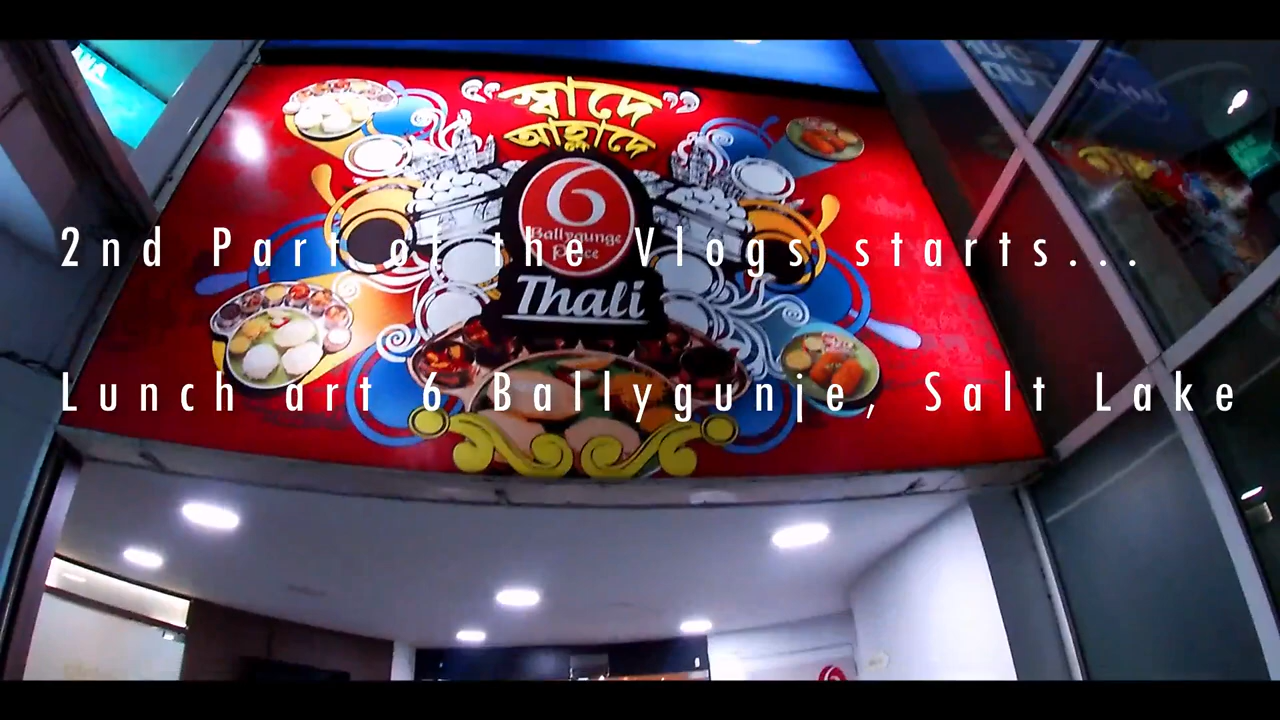 স্বাদে
আহ্লাদে
6
Ballygunge
Place
Thali
2nd Part of the Vlogs starts...
Lunch art 6 Ballygunje, Salt Lake